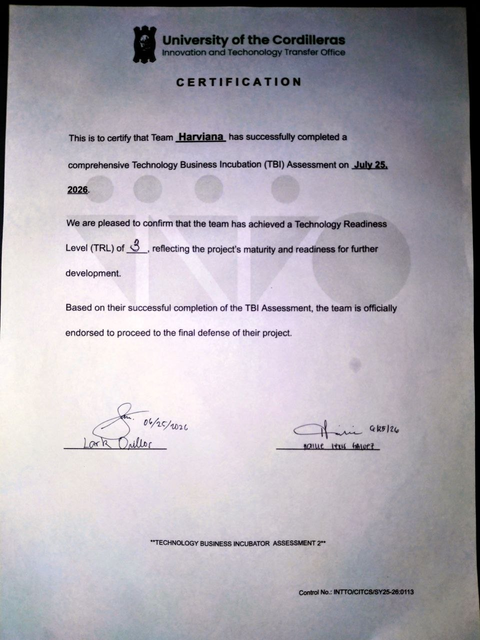 University of the Cordilleras
Innovation and Techonology Transfer Office
CERTIFICATION
This is to certify that Team Harviana has successfully completed a
comprehensive Technology Business Incubation (TBI) Assessment on July 25,
2026.
We are pleased to confirm that the team has achieved a Technology Readiness
Level (TRL) of 3, reflecting the project's maturity and readiness for further
development.
Based on their successful completion of the TBI Assessment, the team is officially
endorsed to proceed to the final defense of their project.
06/25/2026
Lark
**TECHNOLOGY BUSINESS INCUBATOR ASSESSMENT 2**
Control No.: INTTO/CITCS/SY25-26:0113